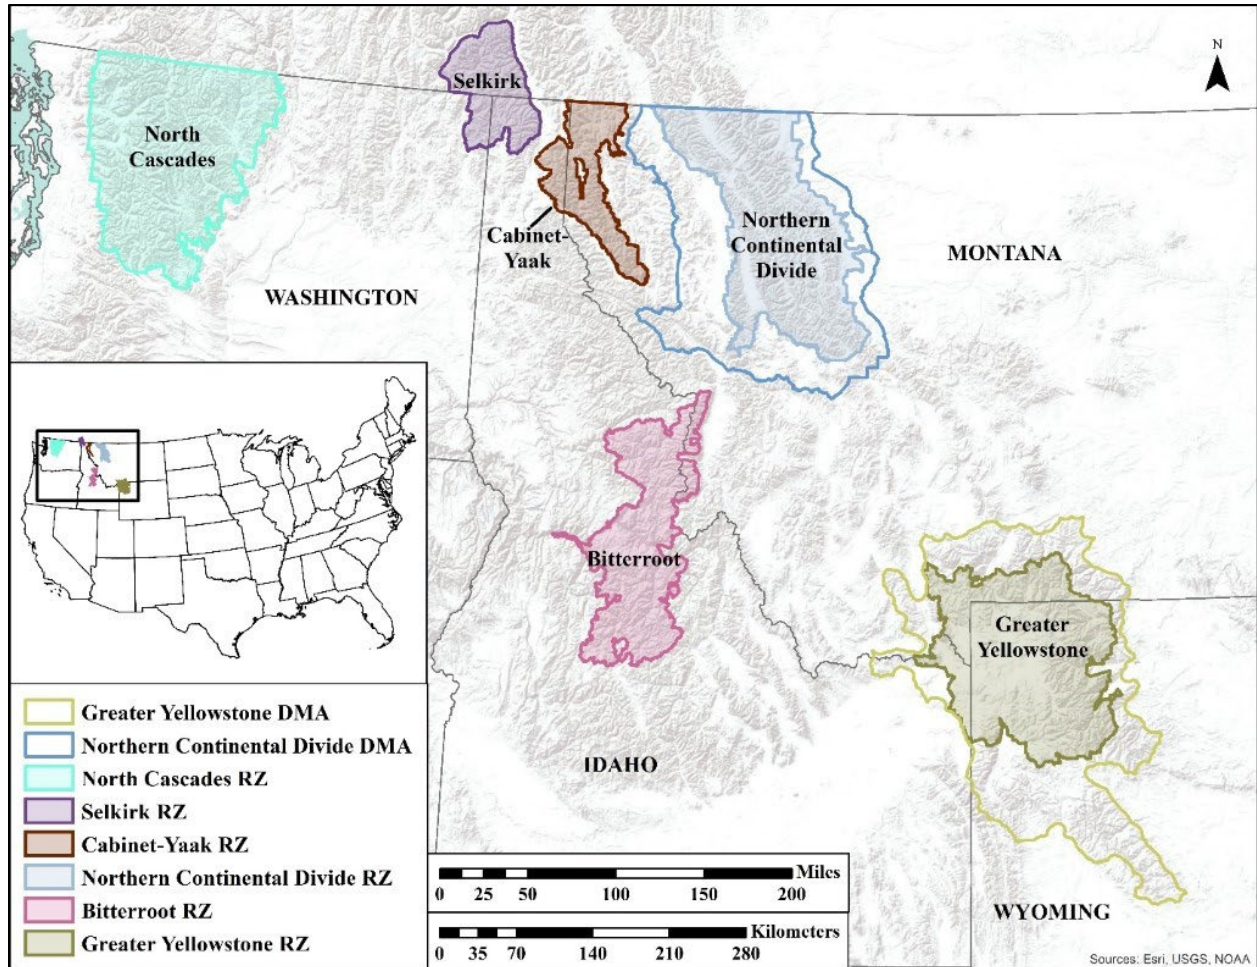 N
Selkirk
North
Cascades
Cabinet-
Yaak
Northern
Continental
Divide
MONTANA
WASHINGTON
Bitterroot
Greater
Yellowstone
IDAHO
WYOMING
Greater Yellowstone DMA
Northern Continental Divide DMA
North Cascades RZ
Selkirk RZ
Cabinet-Yaak RZ
Northern Continental Divide RZ
Bitterroot RZ
Greater Yellowstone RZ
Miles
0 25 50 100 150 200
Kilometers
0 35 70 140 210 280
Sources: Esri, USGS, NOAA